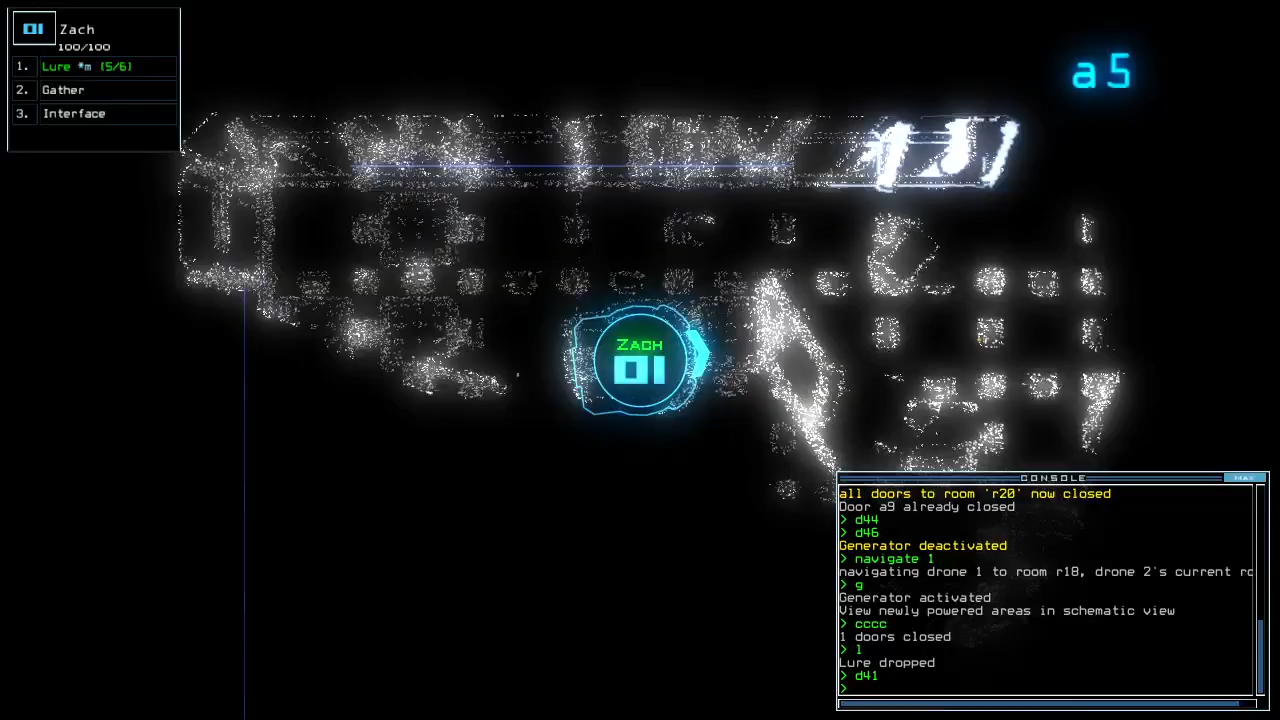 01 Zach
100/100
1. Lure *m (5/6)
2. Gather
3. Interface
a5
Zach
01
CONSOLE
MAX
all doors to room 'r20' now closed
Door a9 already closed
> d44
> d46
Generator deactivated
> navigate 1
navigating drone 1 to room r18, drone 2's current ro
> g
Generator activated
View newly powered areas in schematic view
> cccc
1 doors closed
> l
Lure dropped
> d41
>